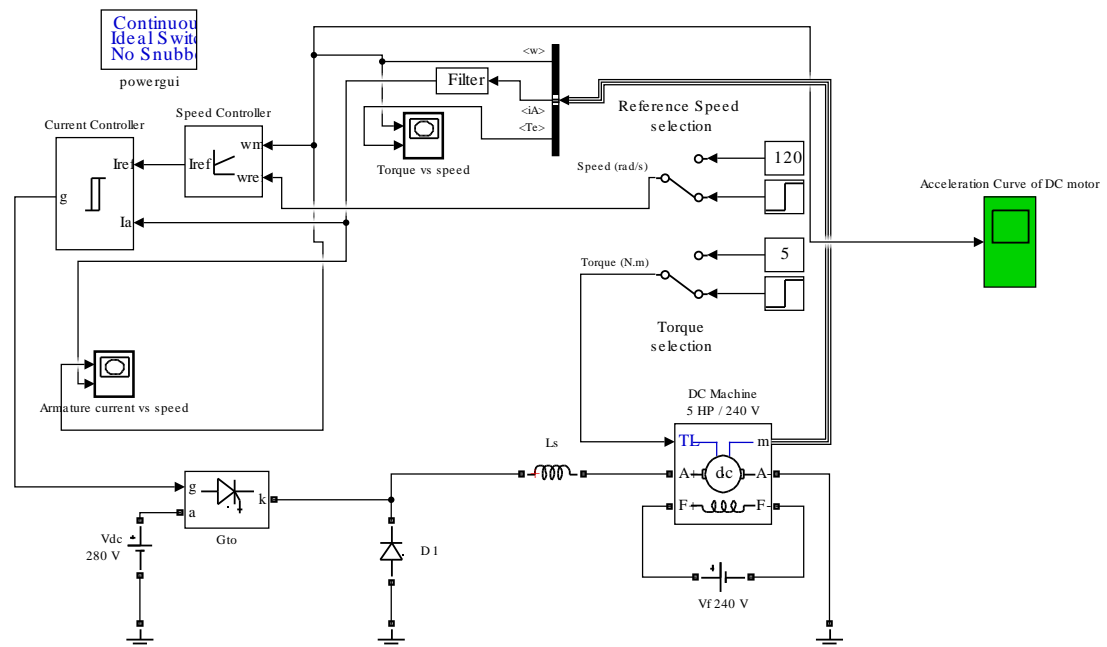 Continuou
Ideal Swit
No Snubb
powergui
<w>
Filter
<iA>
<Te>
Reference Speed
selection
Current Controller
Speed Controller
Iref
Iref
wm
wre
g
Ia
Torque vs speed
Speed (rad/s)
120
Acceleration Curve of DC motor
5
Torque (N.m)
Torque
selection
Armature current vs speed
DC Machine
5 HP / 240 V
TL
m
Ls
A+
dc
A-
g
k
a
F+
F-
Gto
Vdc
280 V
D1
Vf 240 V